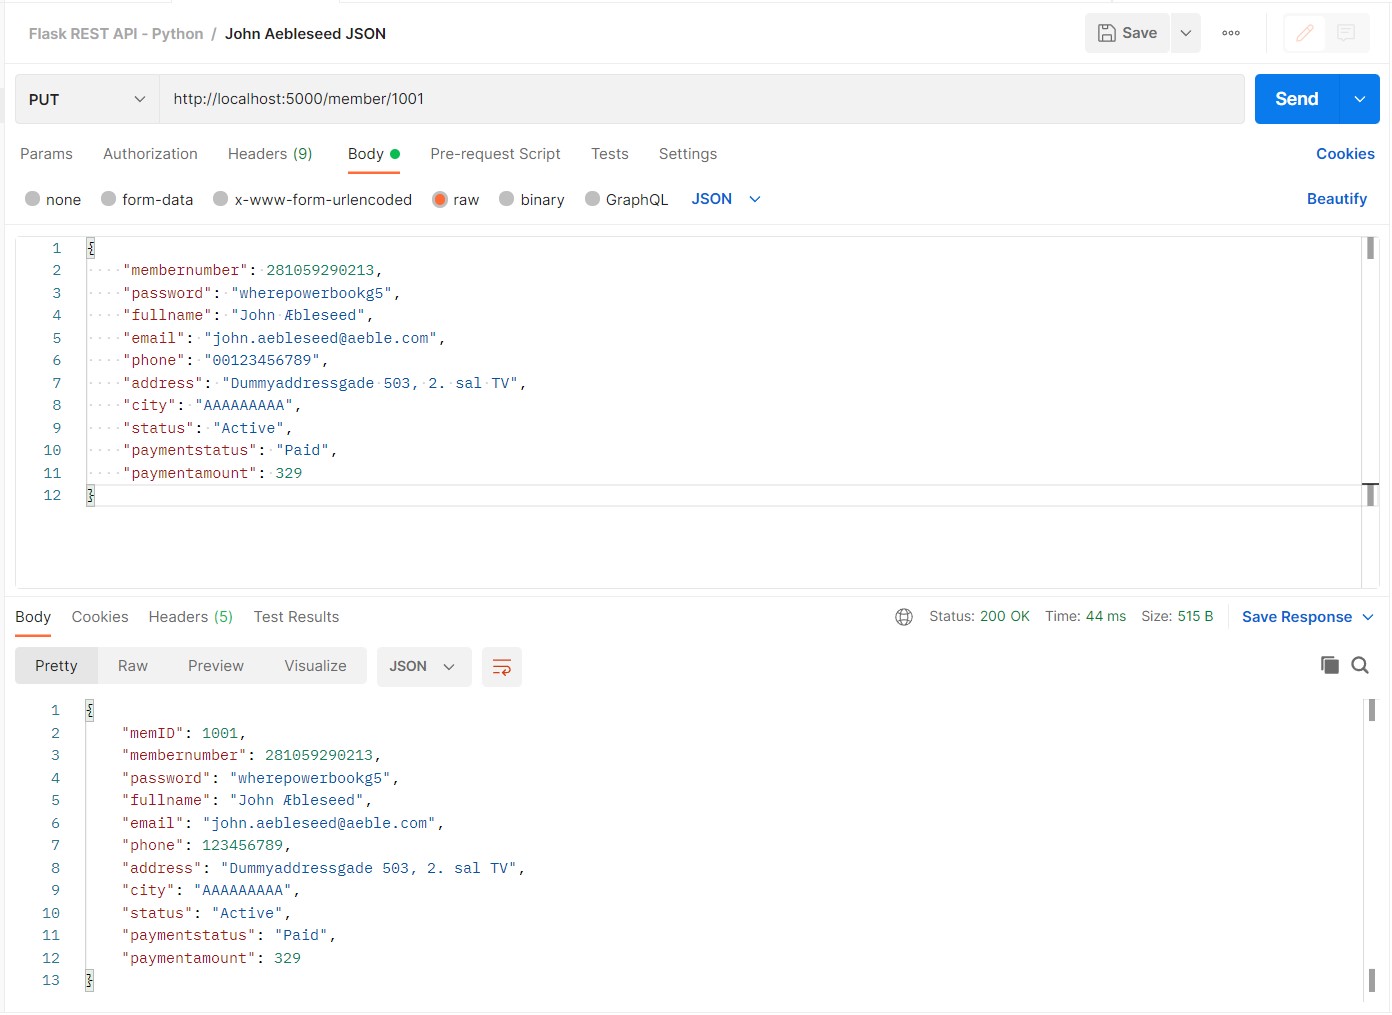 Flask REST API - Python / John Aebleseed JSON
Save
PUT
http://localhost:5000/member/1001
Send
Params Authorization Headers (9) Body Pre-request Script Tests Settings Cookies
none form-data x-www-form-urlencoded raw binary GraphQL JSON Beautify
1 {
2 "membernumber": 281059290213,
3 "password": "wherepowerbookg5",
4 "fullname": "John Æbleseed",
5 "email": "john.aebleseed@aeble.com",
6 "phone": "00123456789",
7 "address": "Dummyaddressgade 503, 2. sal TV",
8 "city": "AAAAAAAAA",
9 "status": "Active",
10 "paymentstatus": "Paid",
11 "paymentamount": 329
12 }
Body Cookies Headers (5) Test Results Status: 200 OK Time: 44 ms Size: 515 B Save Response
Pretty Raw Preview Visualize JSON
1 {
2 "memID": 1001,
3 "membernumber": 281059290213,
4 "password": "wherepowerbookg5",
5 "fullname": "John Æbleseed",
6 "email": "john.aebleseed@aeble.com",
7 "phone": 123456789,
8 "address": "Dummyaddressgade 503, 2. sal TV",
9 "city": "AAAAAAAAA",
10 "status": "Active",
11 "paymentstatus": "Paid",
12 "paymentamount": 329
13 }